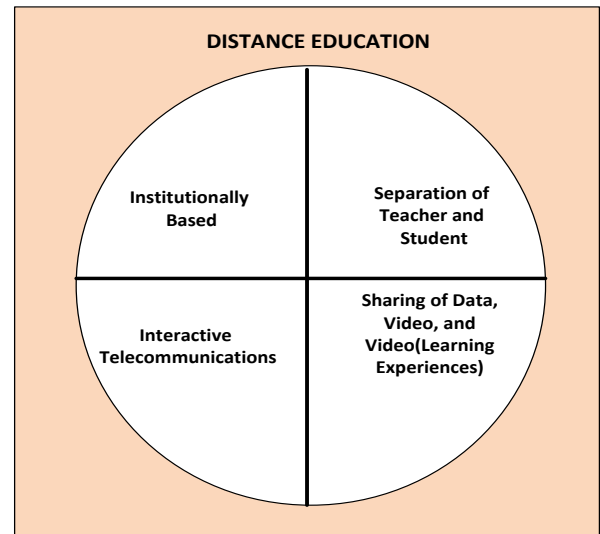 DISTANCE EDUCATION
Institutionally
Based
Separation of
Teacher and
Student
Interactive
Telecommunications
Sharing of Data,
Video, and
Video(Learning
Experiences)